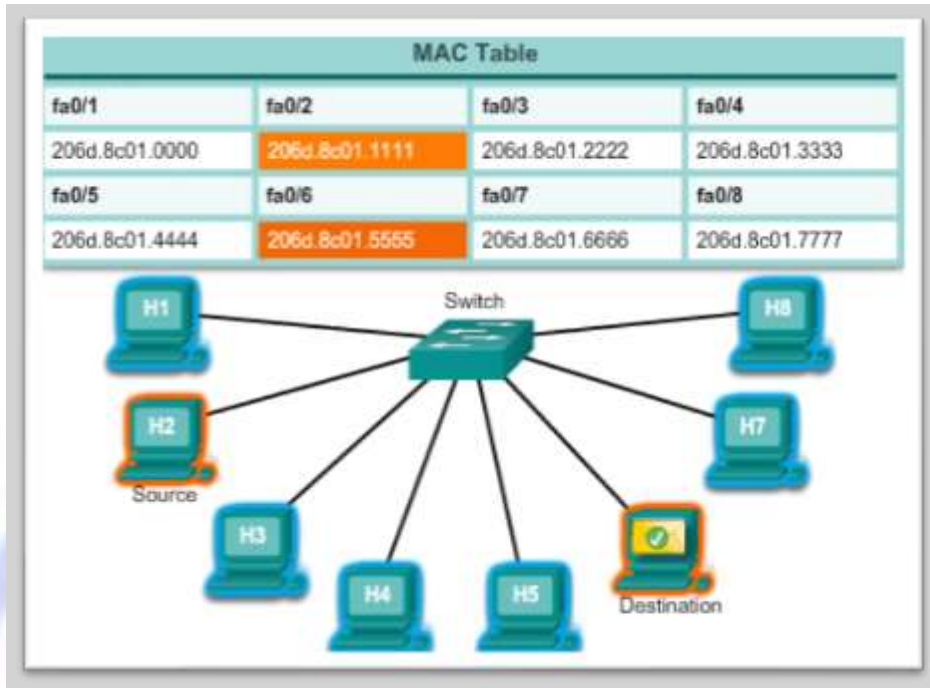 MAC Table
fa0/1 fa0/2 fa0/3 fa0/4
206d.8c01.0000 206d.8c01.1111 206d.8c01.2222 206d.8c01.3333
fa0/5 fa0/6 fa0/7 fa0/8
206d.8c01.4444 206d.8c01.5555 206d.8c01.6666 206d.8c01.7777
Switch
H1 H8
H2 H7
Source
H3
H4 H5
Destination